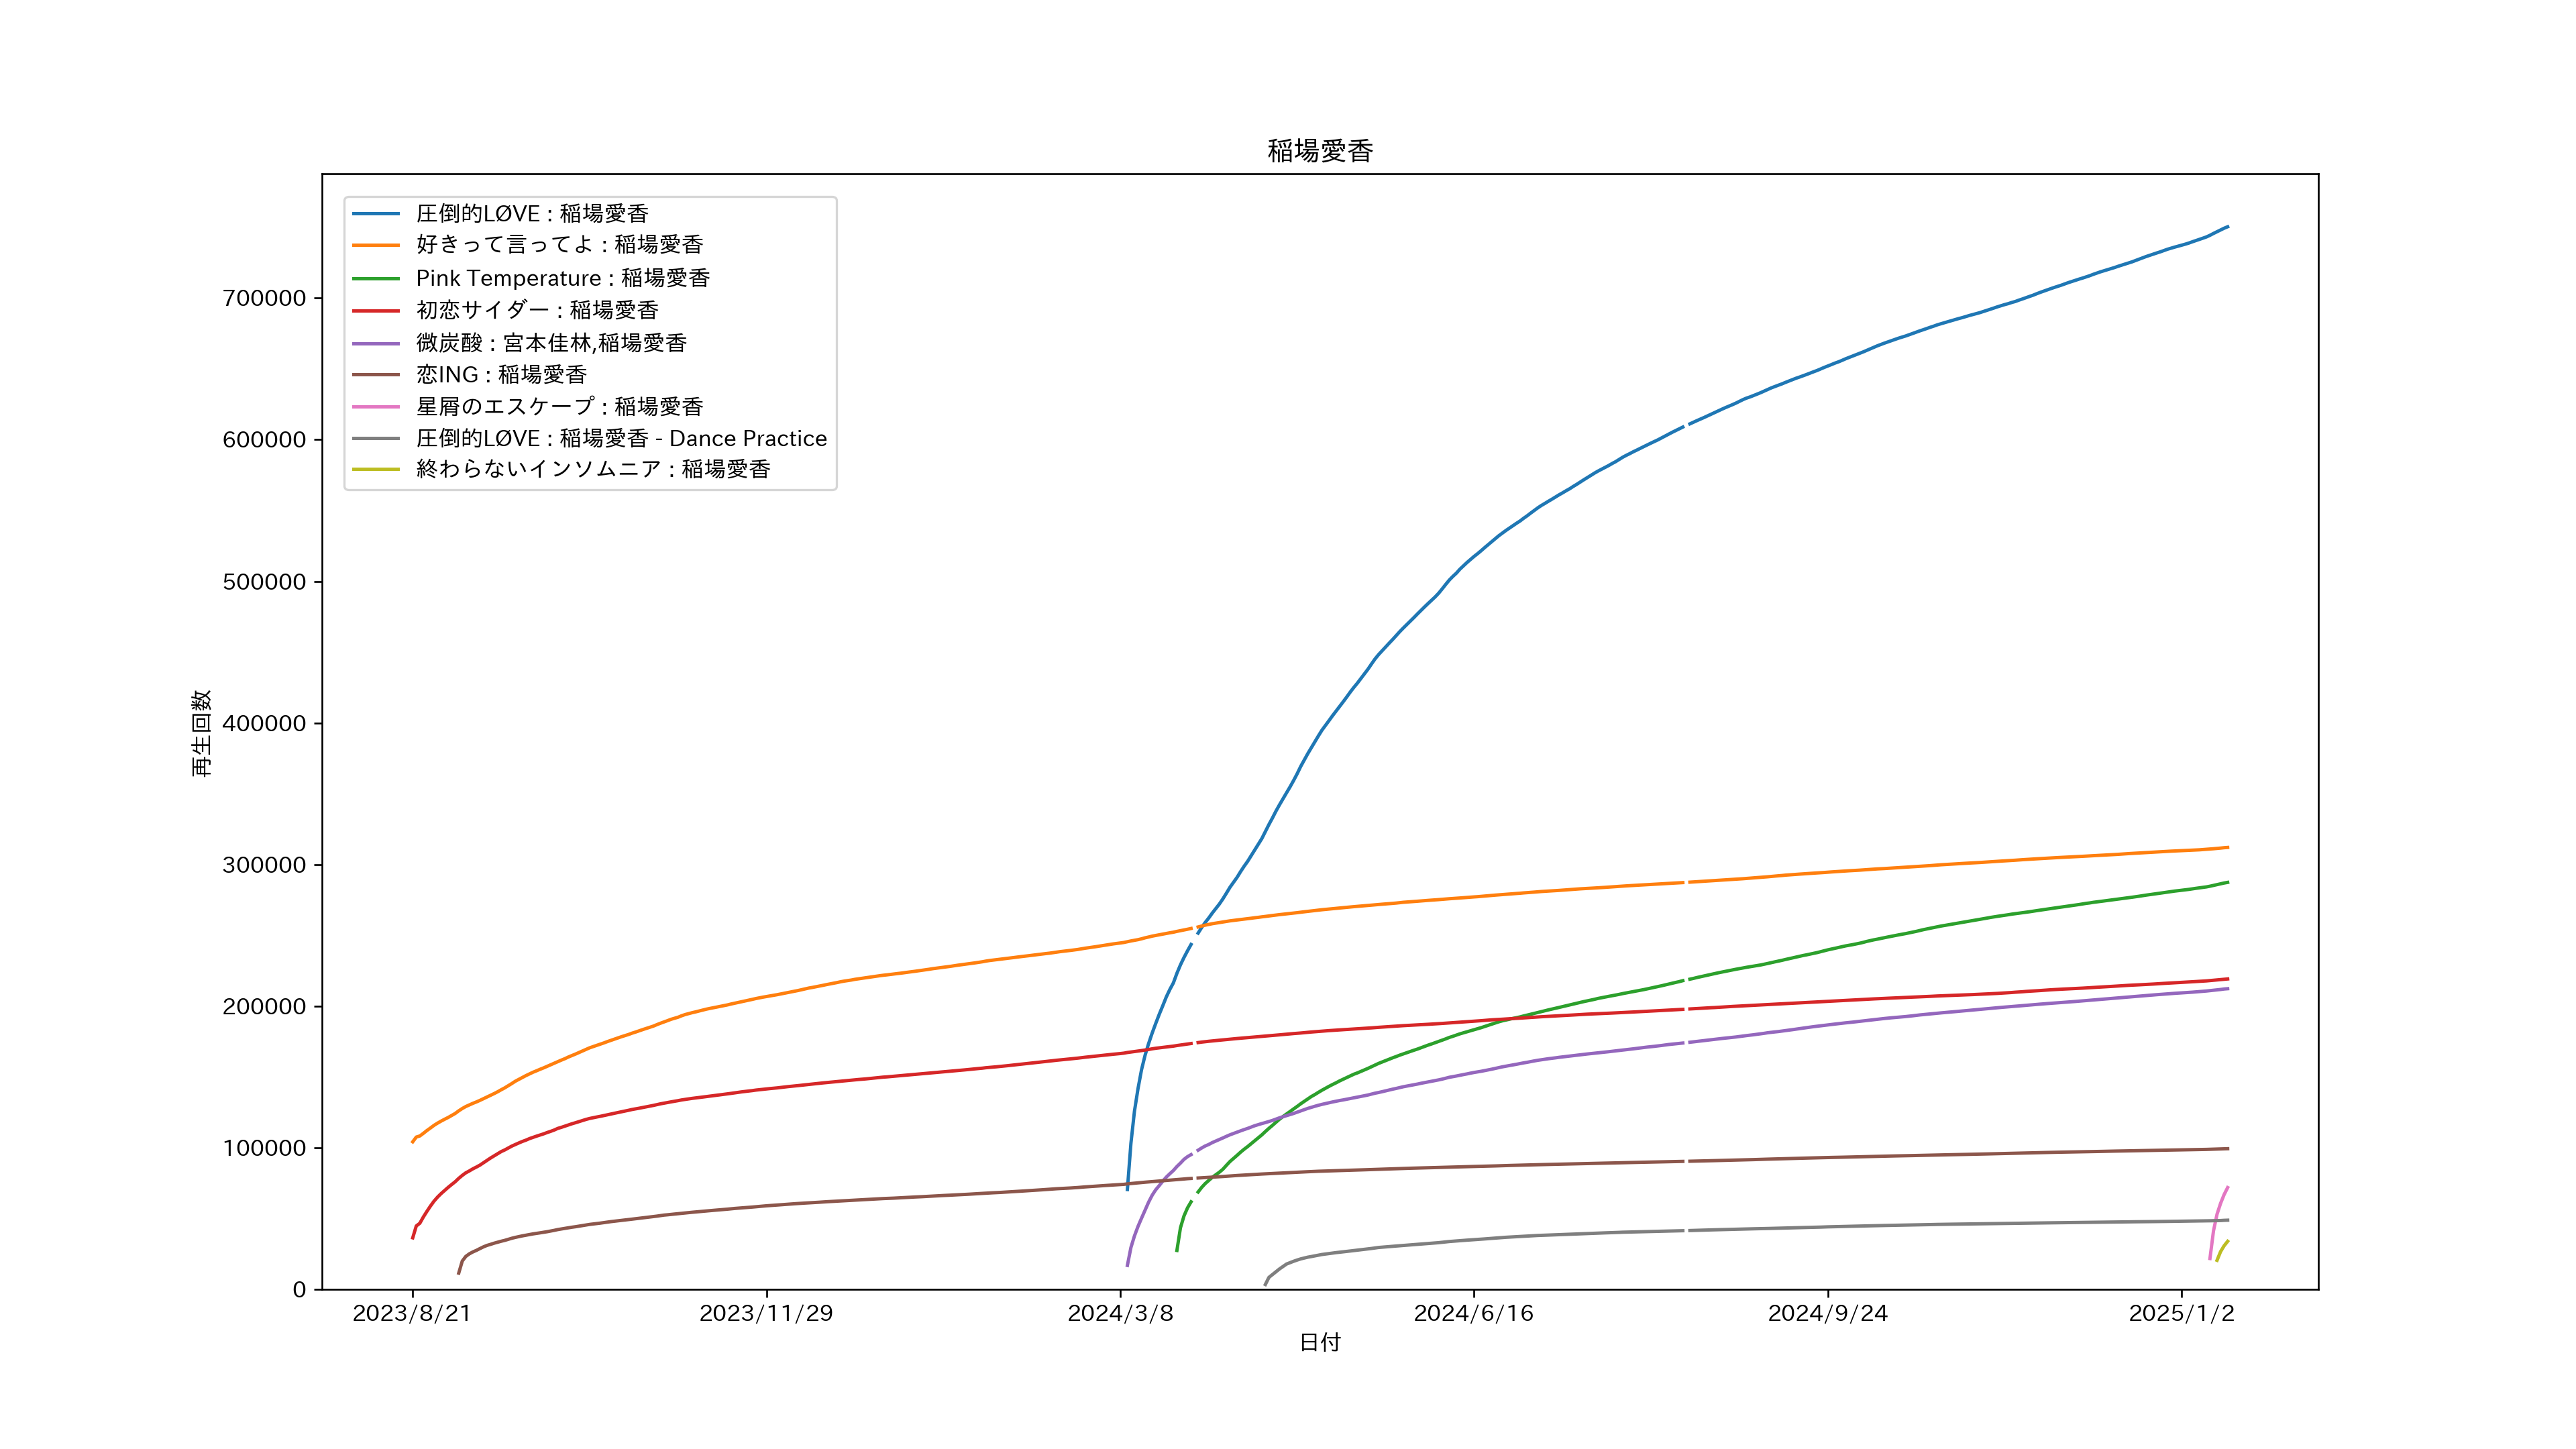 稲場愛香
圧倒的LØVE : 稲場愛香
好きって言ってよ : 稲場愛香
Pink Temperature : 稲場愛香
初恋サイダー : 稲場愛香
微炭酸 : 宮本佳林,稲場愛香
恋ING : 稲場愛香
星屑のエスケープ : 稲場愛香
圧倒的LØVE : 稲場愛香 - Dance Practice
終わらないインソムニア : 稲場愛香
再生回数
700000
600000
500000
400000
300000
200000
100000
0
2023/8/21
2023/11/29
2024/3/8
2024/6/16
2024/9/24
2025/1/2
日付